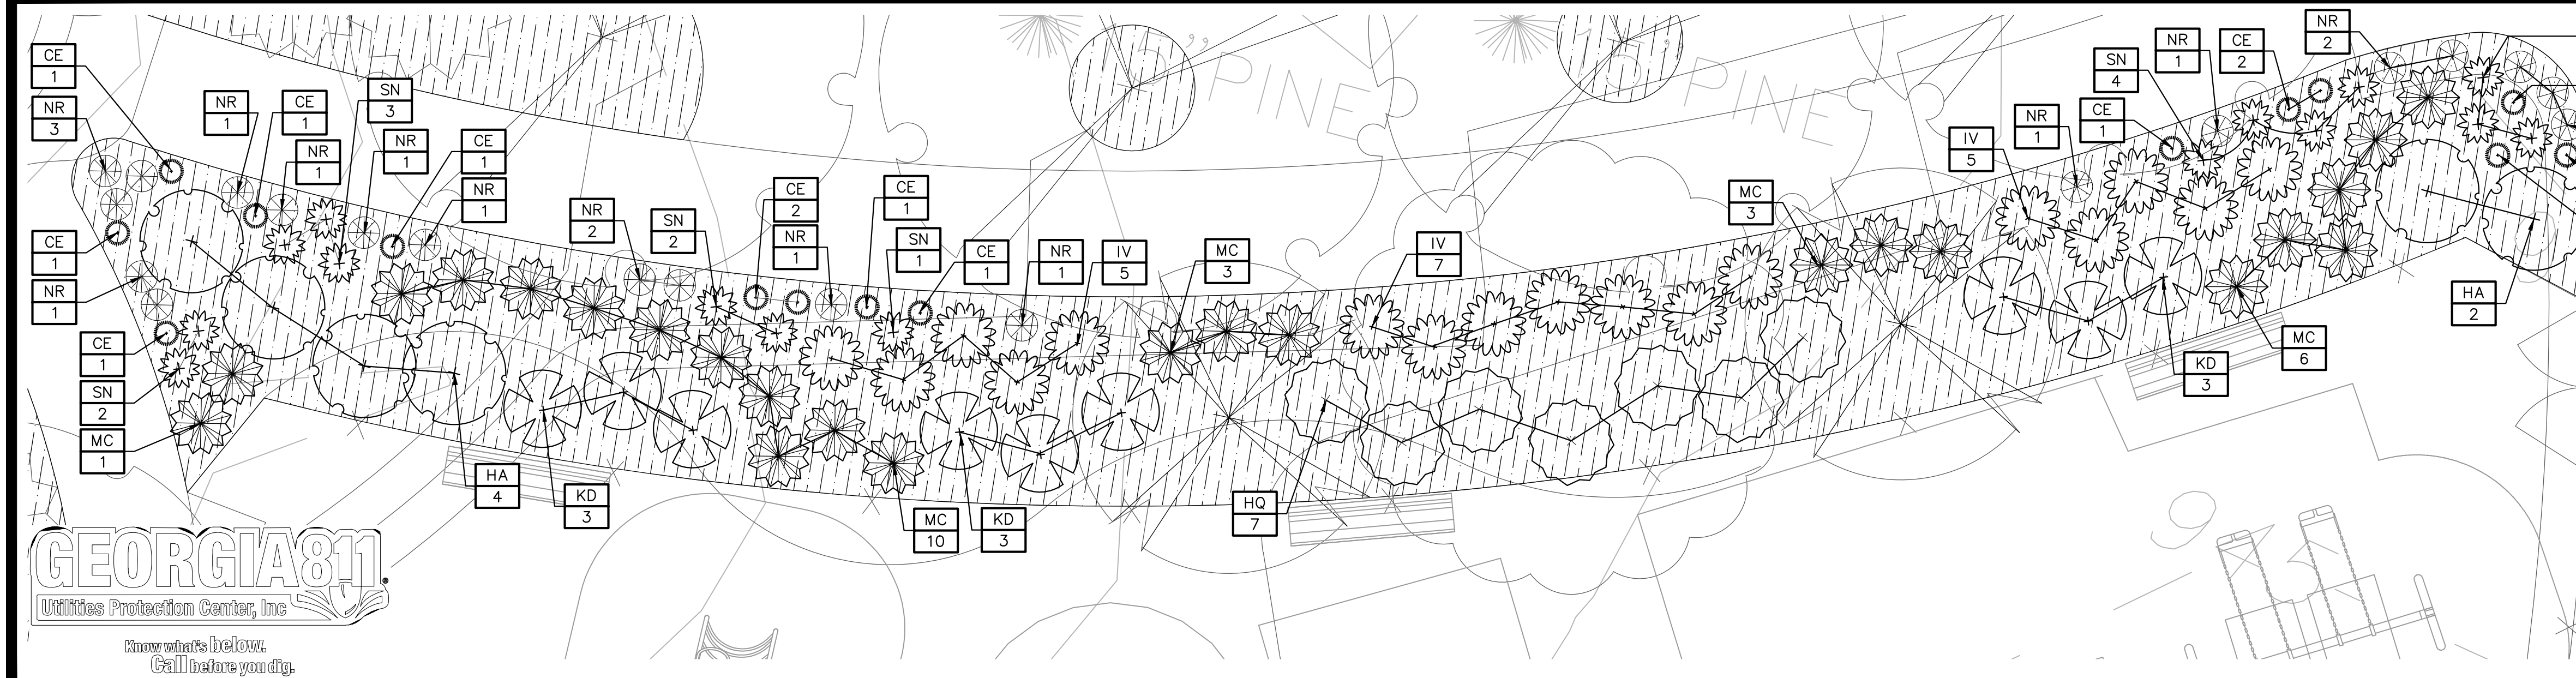 NR
2
CE
1
NR
1
CE
2
SN
4
PINE
PINE
NR
3
NR
1
CE
1
SN
3
NR
1
CE
1
IV
5
NR
1
CE
1
NR
1
NR
1
CE
2
CE
1
MC
3
NR
2
SN
2
NR
1
SN
1
CE
1
NR
1
IV
5
MC
3
IV
7
CE
1
NR
1
HA
2
CE
1
SN
2
MC
1
MC
6
KD
3
HA
4
KD
3
MC
10
KD
3
HQ
7
GEORGIA811
Utilities Protection Center, Inc
Know what's below.
Call before you dig.